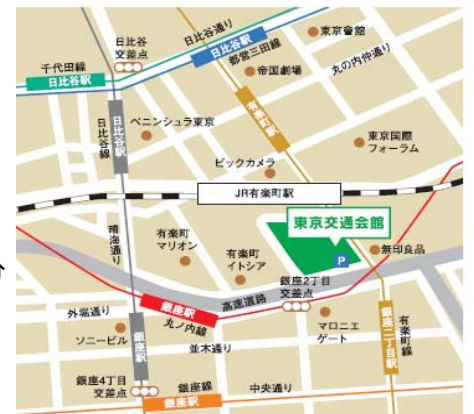 日比谷
交差点
日比谷通り
東京會館
千代田線
日比谷駅
日比谷駅
都営三田線
帝国劇場
丸の内仲通り
日比谷線
日比谷駅
ペニンシュラ東京
有楽町駅
東京国際
フォーラム
ビックカメラ
JR有楽町駅
東京交通会館
晴海通り
有楽町
マリオン
有楽町
イトシア
無印良品
P
高速道路
銀座2丁目
交差点
外堀通り
銀座駅
丸ノ内線
ソニービル
銀座駅
並木通り
マロニエ
ゲート
銀座一丁目駅
有楽町線
銀座4丁目
交差点
銀座線
中央通り
銀座駅